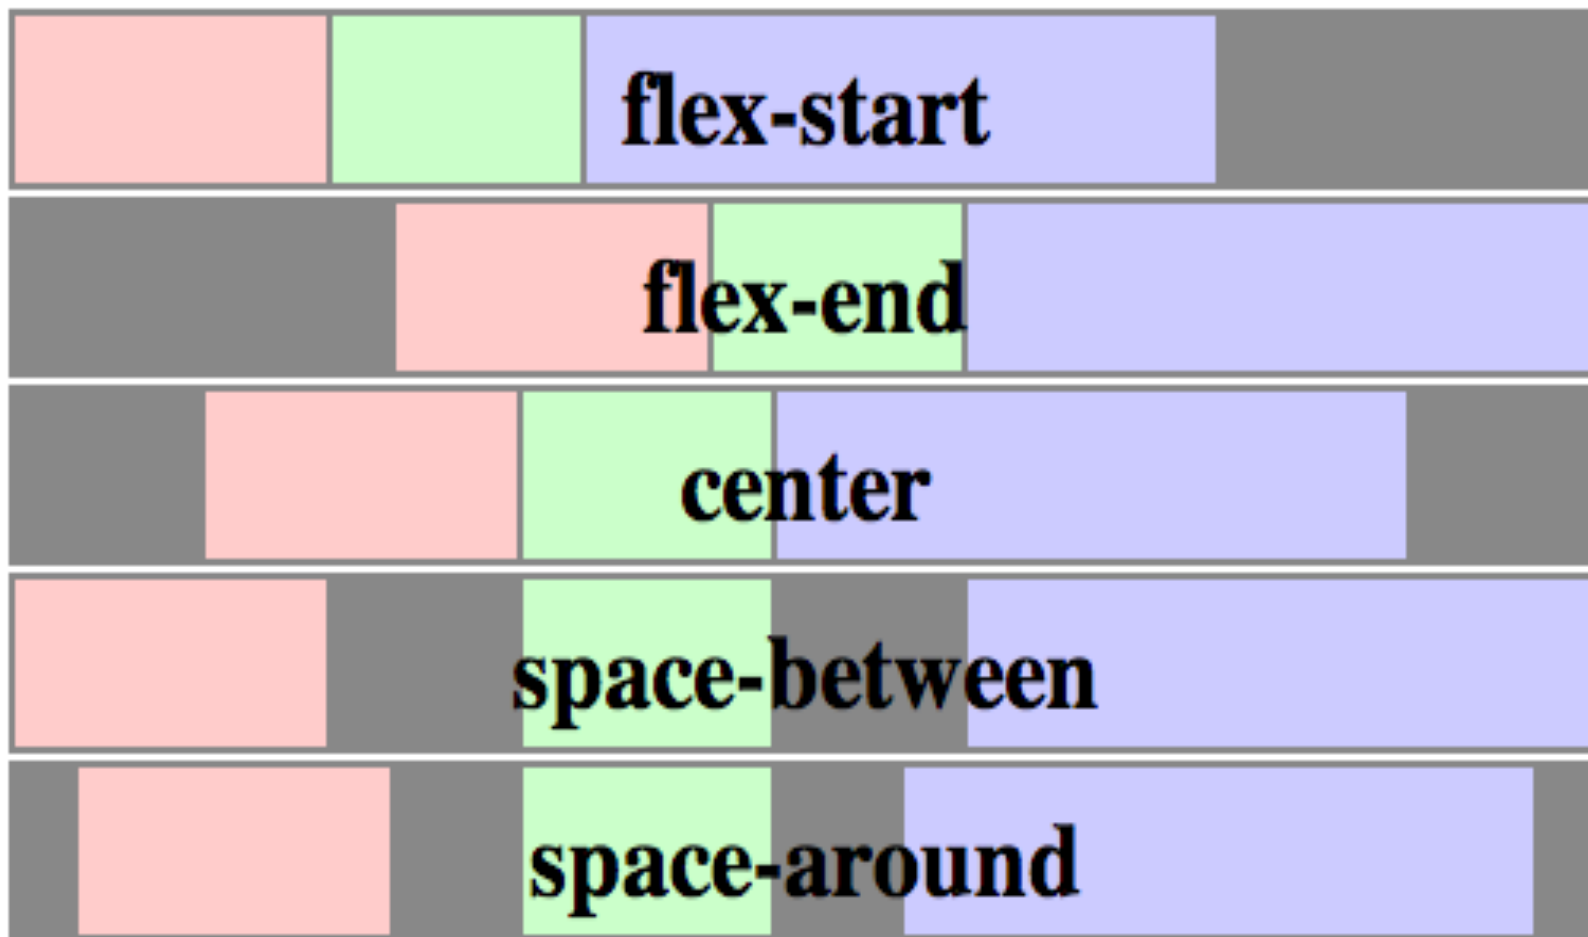 flex-start
flex-end
center
space-between
space-around